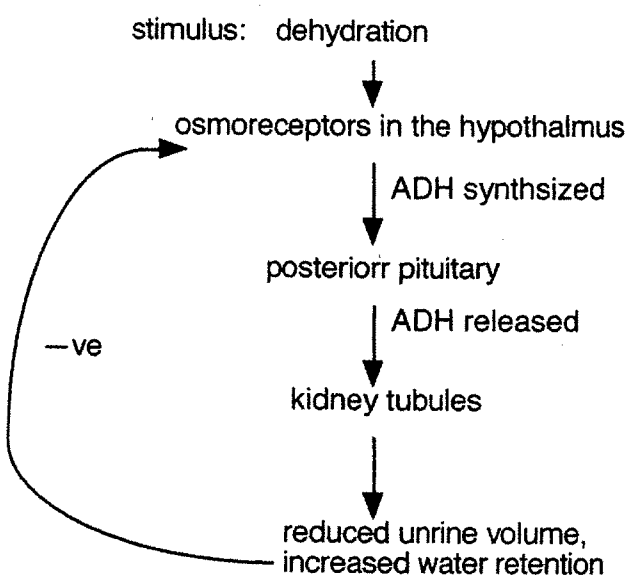 stimulus: dehydration
osmoreceptors in the hypothalmus
ADH synthsized
posteriorr pituitary
ADH released
—ve
kidney tubules
reduced unrine volume,
increased water retention